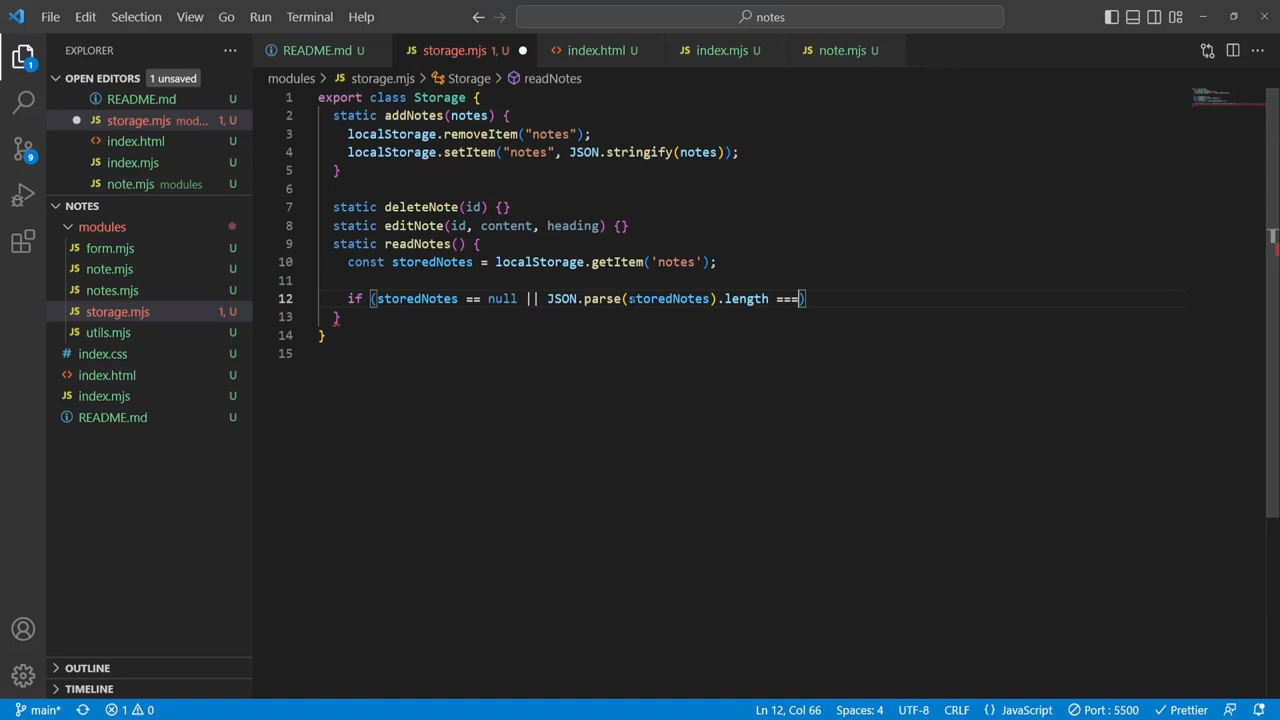 File Edit Selection View Go Run Terminal Help notes
EXPLORER
OPEN EDITORS 1 unsaved
README.md U
storage.mjs mod... 1, U
index.html U
index.mjs U
note.mjs modules U
NOTES
modules
form.mjs U
note.mjs U
notes.mjs U
storage.mjs 1, U
utils.mjs U
index.css U
index.html U
index.mjs U
README.md U
OUTLINE
TIMELINE
README.md U storage.mjs 1, U index.html U index.mjs U note.mjs U
modules > storage.mjs > Storage > readNotes
1 export class Storage {
2 static addNotes(notes) {
3 localStorage.removeItem("notes");
4 localStorage.setItem("notes", JSON.stringify(notes));
5 }
6
7 static deleteNote(id) {}
8 static editNote(id, content, heading) {}
9 static readNotes() {
10 const storedNotes = localStorage.getItem('notes');
11
12 if (storedNotes == null || JSON.parse(storedNotes).length ===)
13 }
14 }
15
1
9
main* 1 0 Ln 12, Col 66 Spaces: 4 UTF-8 CRLF {} JavaScript Port : 5500 Prettier